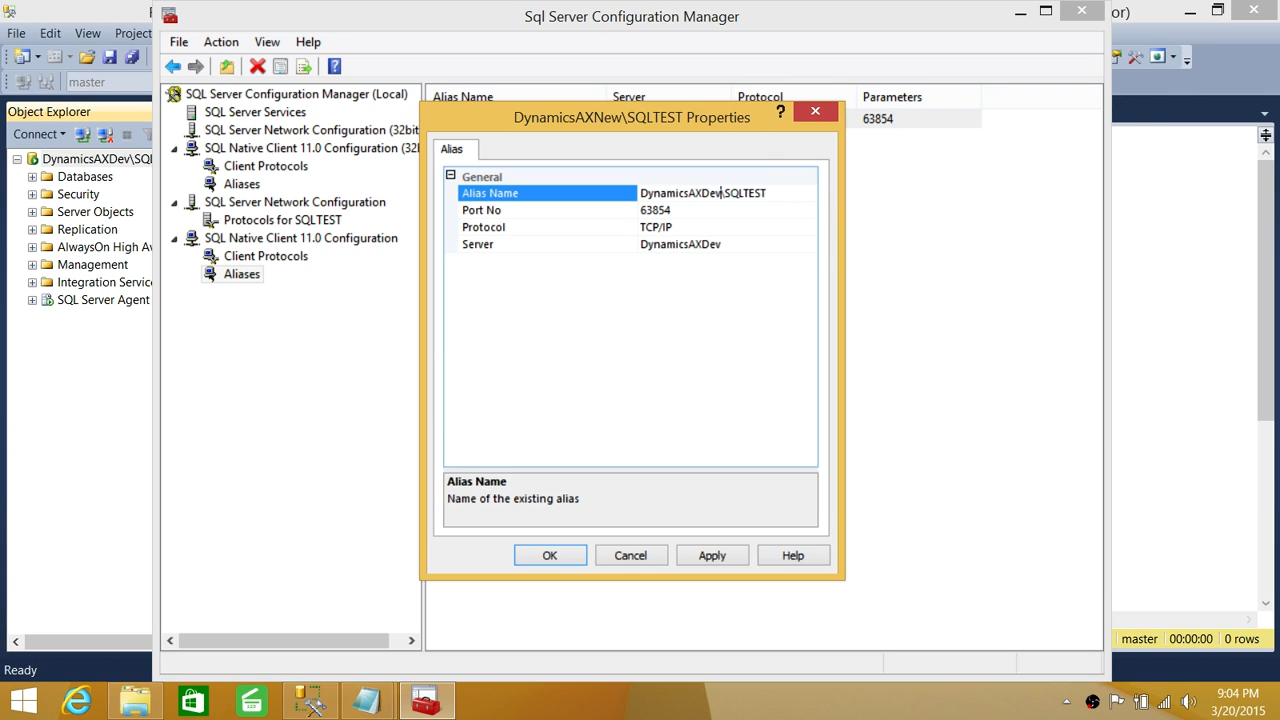 Sql Server Configuration Manager
or)
File Edit View Project
File Action View Help
master
Object Explorer
Connect
DynamicsAXDev\SQL
Databases
Security
Server Objects
Replication
AlwaysOn High Av
Management
Integration Service
SQL Server Agent
SQL Server Configuration Manager (Local)
SQL Server Services
SQL Server Network Configuration (32bit
SQL Native Client 11.0 Configuration (32
Client Protocols
Aliases
SQL Server Network Configuration
Protocols for SQLTEST
SQL Native Client 11.0 Configuration
Client Protocols
Aliases
Alias Name Server Protocol Parameters
63854
DynamicsAXNew\SQLTEST Properties
?
Alias
General
Alias Name DynamicsAXDev\SQLTEST
Port No 63854
Protocol TCP/IP
Server DynamicsAXDev
Alias Name
Name of the existing alias
OK Cancel Apply Help
master 00:00:00 0 rows
Ready
9:04 PM
3/20/2015